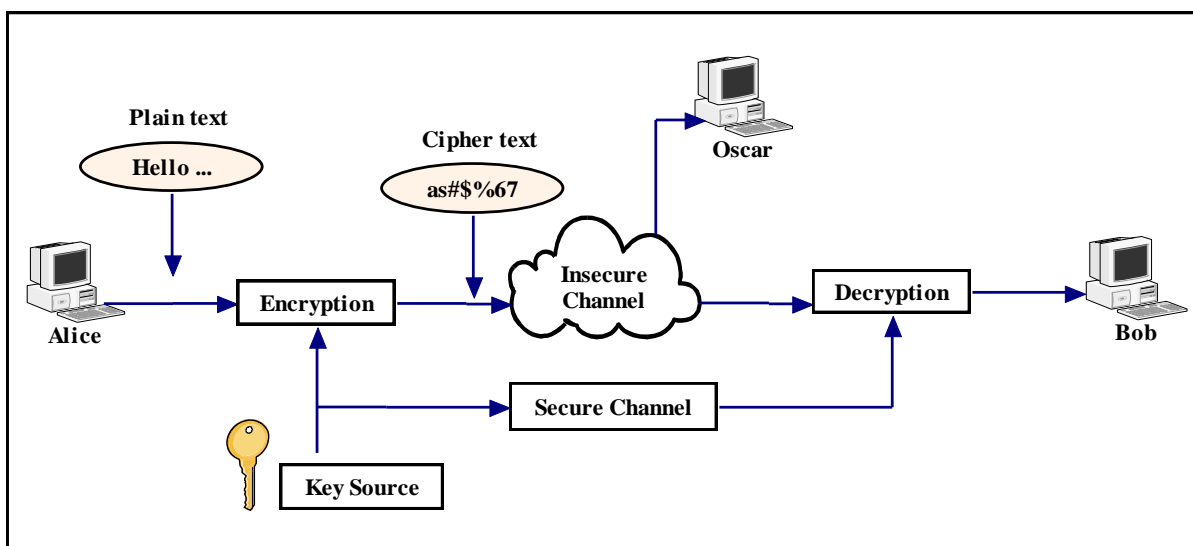 Plain text
Hello ...
Cipher text
as#$%67
Oscar
Alice
Encryption
Insecure
Channel
Decryption
Bob
Secure Channel
Key Source